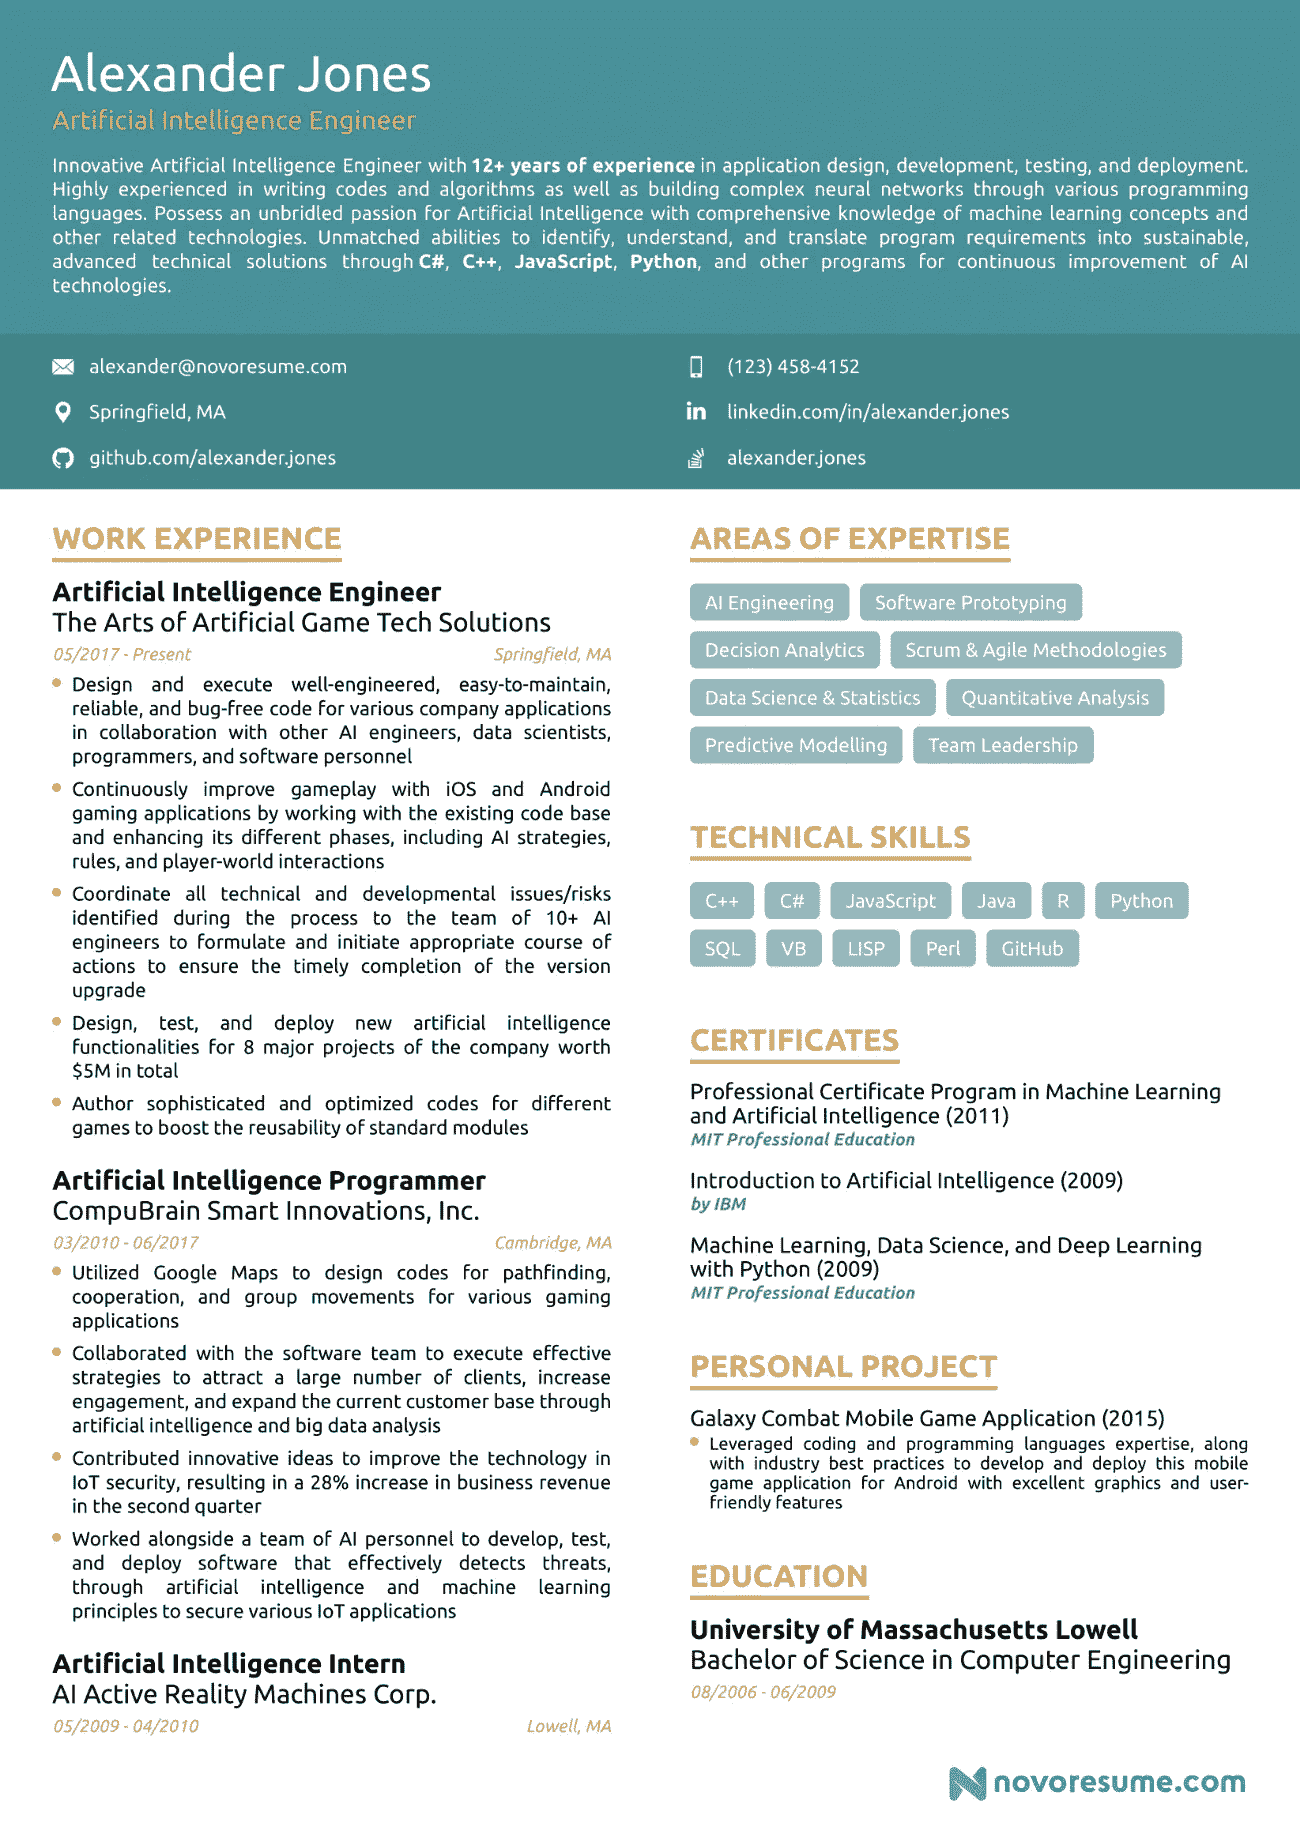 Alexander Jones
Artificial Intelligence Engineer
Innovative Artificial Intelligence Engineer with 12+ years of experience in application design, development, testing, and deployment.
Highly experienced in writing codes and algorithms as well as building complex neural networks through various programming
languages. Possess an unbridled passion for Artificial Intelligence with comprehensive knowledge of machine learning concepts and
other related technologies. Unmatched abilities to identify, understand, and translate program requirements into sustainable,
advanced technical solutions through C#, C++, JavaScript, Python, and other programs for continuous improvement of AI
technologies.
alexander@novoresume.com
(123) 458-4152
Springfield, MA
linkedin.com/in/alexander.jones
github.com/alexander.jones
alexander.jones
WORK EXPERIENCE
Artificial Intelligence Engineer
The Arts of Artificial Game Tech Solutions
05/2017 - Present
Springfield, MA
Design and execute well-engineered, easy-to-maintain,
reliable, and bug-free code for various company applications
in collaboration with other AI engineers, data scientists,
programmers, and software personnel
Continuously improve gameplay with iOS and Android
gaming applications by working with the existing code base
and enhancing its different phases, including AI strategies,
rules, and player-world interactions
Coordinate all technical and developmental issues/risks
identified during the process to the team of 10+ AI
engineers to formulate and initiate appropriate course of
actions to ensure the timely completion of the version
upgrade
Design, test, and deploy new artificial intelligence
functionalities for 8 major projects of the company worth
$5M in total
Author sophisticated and optimized codes for different
games to boost the reusability of standard modules
Artificial Intelligence Programmer
CompuBrain Smart Innovations, Inc.
03/2010 - 06/2017
Cambridge, MA
Utilized Google Maps to design codes for pathfinding,
cooperation, and group movements for various gaming
applications
Collaborated with the software team to execute effective
strategies to attract a large number of clients, increase
engagement, and expand the current customer base through
artificial intelligence and big data analysis
Contributed innovative ideas to improve the technology in
IoT security, resulting in a 28% increase in business revenue
in the second quarter
Worked alongside a team of AI personnel to develop, test,
and deploy software that effectively detects threats,
through artificial intelligence and machine learning
principles to secure various IoT applications
Artificial Intelligence Intern
AI Active Reality Machines Corp.
05/2009 - 04/2010
Lowell, MA
AREAS OF EXPERTISE
AI Engineering
Software Prototyping
Decision Analytics
Scrum & Agile Methodologies
Data Science & Statistics
Quantitative Analysis
Predictive Modelling
Team Leadership
TECHNICAL SKILLS
C++
C#
JavaScript
Java
R
Python
SQL
VB
LISP
Perl
GitHub
CERTIFICATES
Professional Certificate Program in Machine Learning
and Artificial Intelligence (2011)
MIT Professional Education
Introduction to Artificial Intelligence (2009)
by IBM
Machine Learning, Data Science, and Deep Learning
with Python (2009)
MIT Professional Education
PERSONAL PROJECT
Galaxy Combat Mobile Game Application (2015)
Leveraged coding and programming languages expertise, along
with industry best practices to develop and deploy this mobile
game application for Android with excellent graphics and user-
friendly features
EDUCATION
University of Massachusetts Lowell
Bachelor of Science in Computer Engineering
08/2006 - 06/2009
novoresume.com